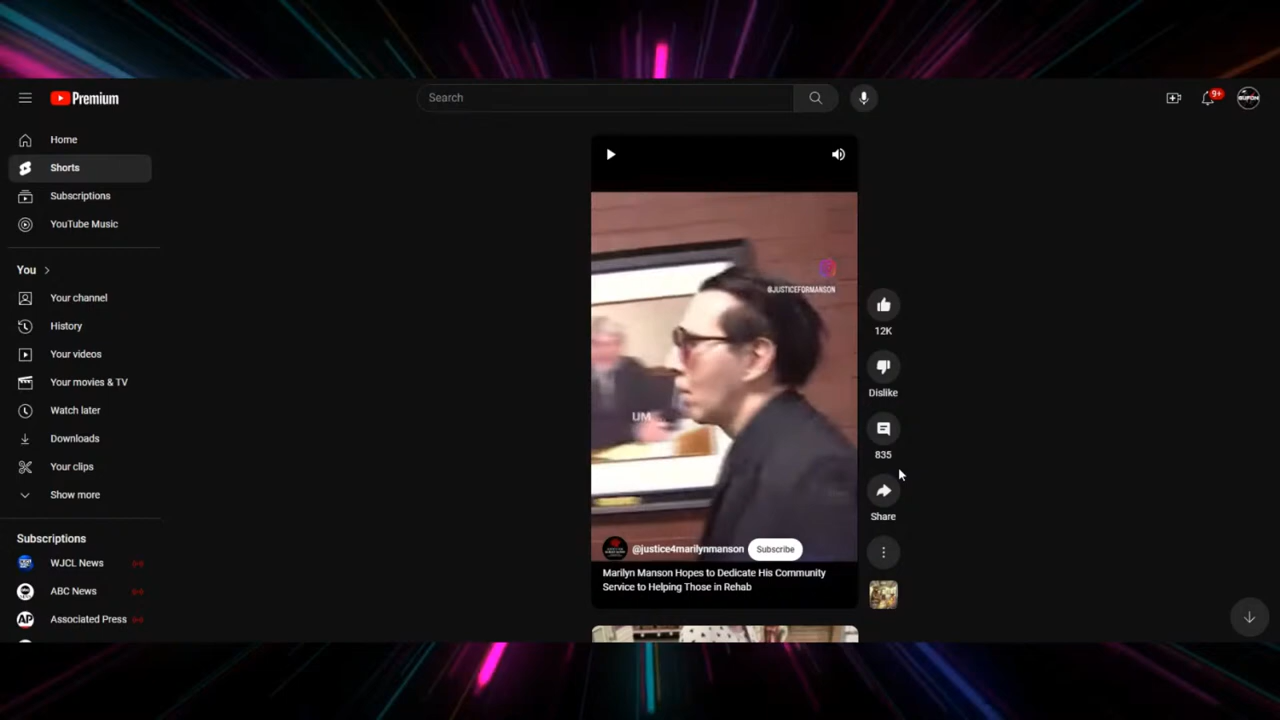 Premium
Search
9+
Home
Shorts
Subscriptions
YouTube Music
You
Your channel
History
Your videos
Your movies & TV
Watch later
Downloads
Your clips
Show more
Subscriptions
WJCL News
ABC News
AP
Associated Press
@JUSTICEFORMANSON
UM
@justice4marilynmanson
Subscribe
Marilyn Manson Hopes to Dedicate His Community
Service to Helping Those in Rehab
12K
Dislike
835
Share